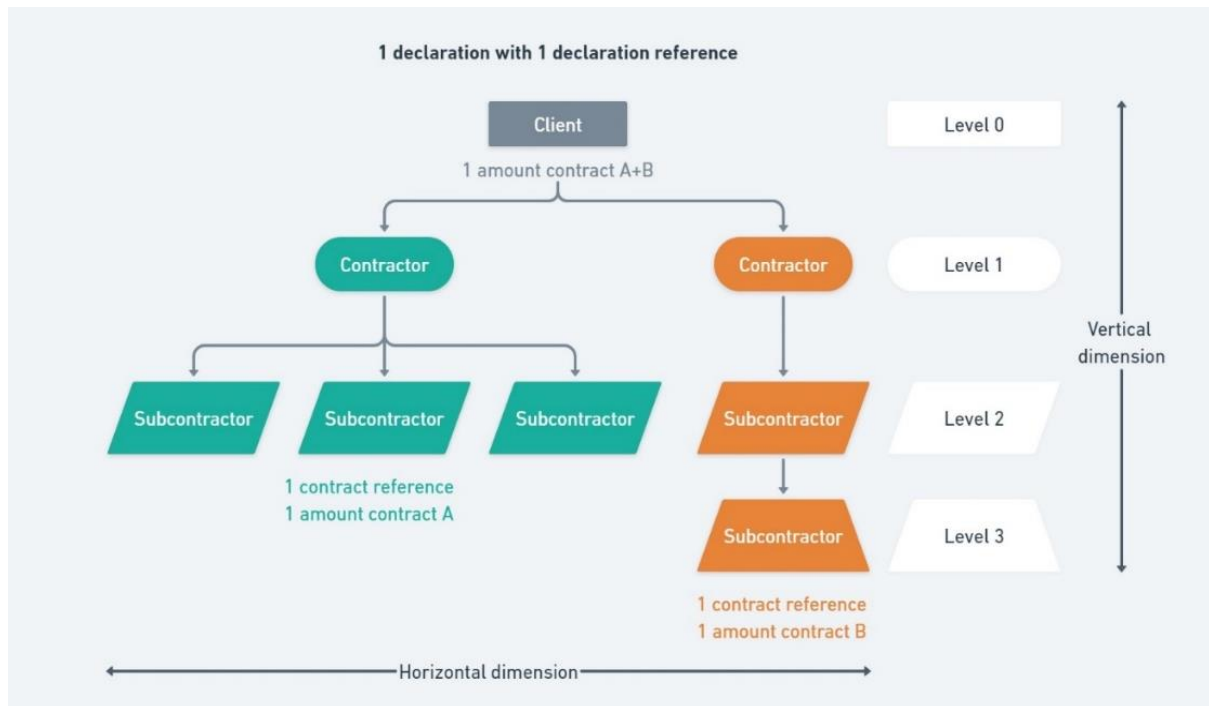 1 declaration with 1 declaration reference
Client
Level 0
1 amount contract A+B
Contractor
Contractor
Level 1
Vertical
dimension
Subcontractor
Subcontractor
Subcontractor
Subcontractor
Level 2
1 contract reference
1 amount contract A
Subcontractor
Level 3
1 contract reference
1 amount contract B
Horizontal dimension